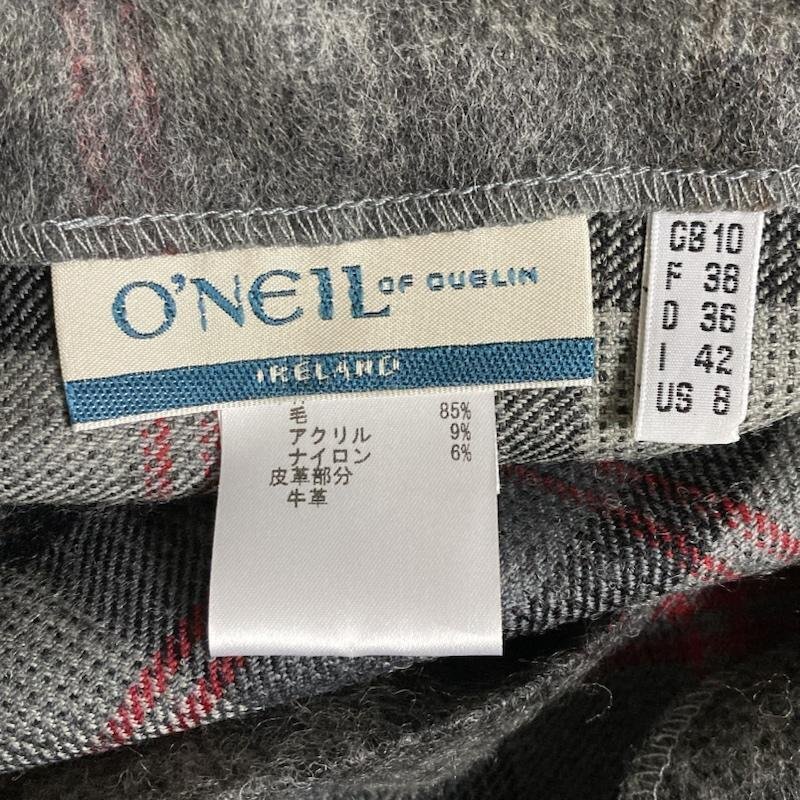 O'NEIL OF DUBLIN
IRELAND
GB 10
F 38
D 36
I 42
US 8
毛 85%
アクリル 9%
ナイロン 6%
皮革部分
牛革